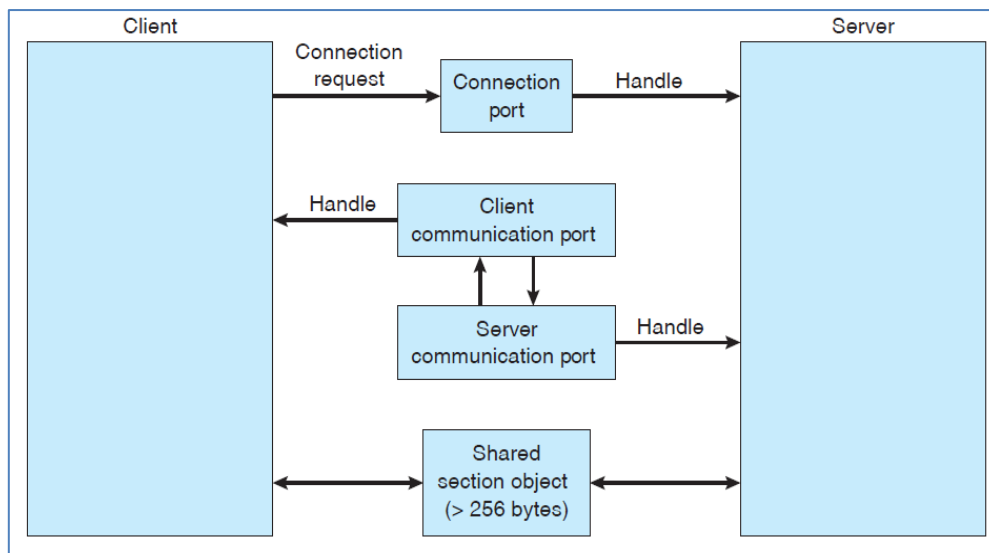 Client
Server
Connection
request
Connection
port
Handle
Handle
Client
communication port
Server
communication port
Handle
Shared
section object
(> 256 bytes)